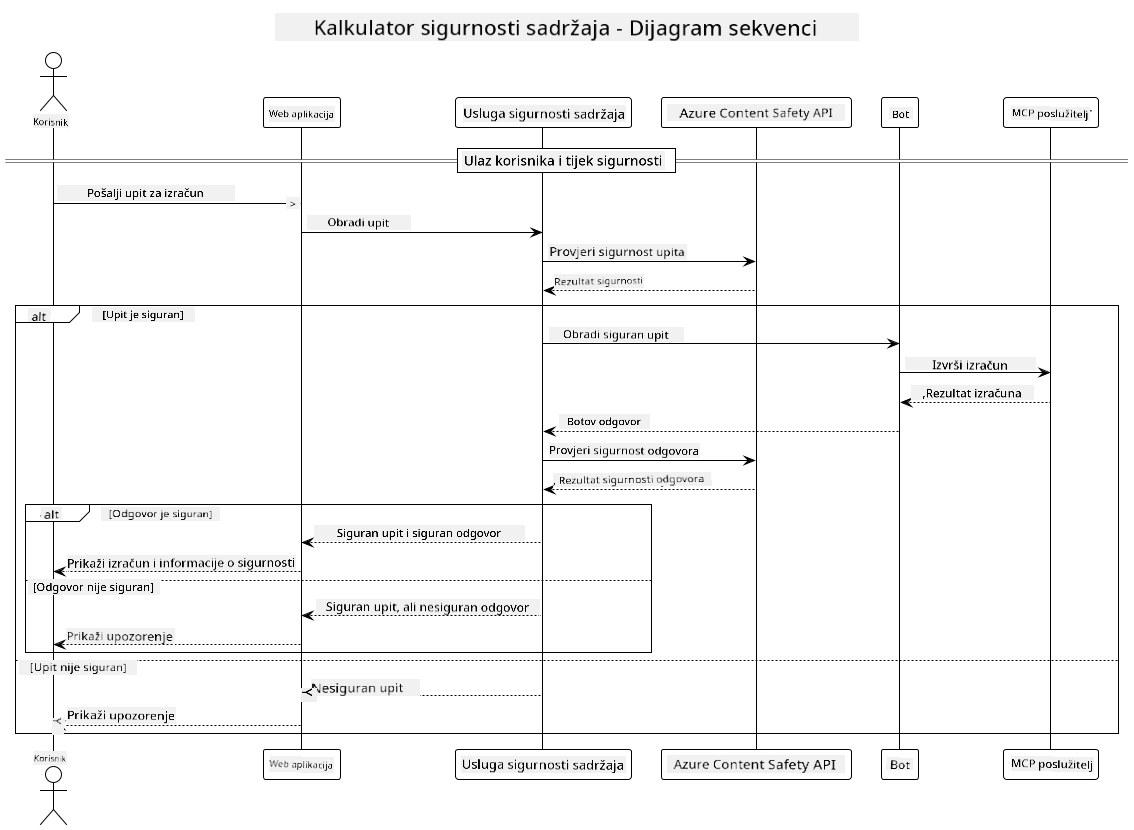 Kalkulator sigurnosti sadržaja - Dijagram sekvenci
Korisnik
Web aplikacija
Usluga sigurnosti sadržaja
Azure Content Safety API
Bot
MCP poslužitelj
Ulaz korisnika i tijek sigurnosti
Pošalji upit za izračun
>
Obradi upit
Provjeri sigurnost upita
Rezultat sigurnosti
alt
[Upit je siguran]
Obradi siguran upit
Izvrši izračun
,Rezultat izračuna
Botov odgovor
Provjeri sigurnost odgovora
, Rezultat sigurnosti odgovora
alt
[Odgovor je siguran]
Siguran upit i siguran odgovor
Prikaži izračun i informacije o sigurnosti
[Odgovor nije siguran]
Siguran upit, ali nesiguran odgovor
Prikaži upozorenje
[Upit nije siguran]
Nesiguran upit
Prikaži upozorenje
Korisnik
Web aplikacija
Usluga sigurnosti sadržaja
Azure Content Safety API
Bot
MCP poslužitelj